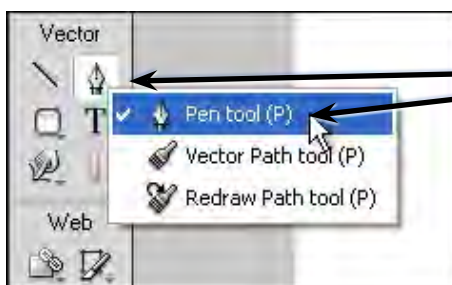 Vector
T
Pen tool (P)
Vector Path tool (P)
Redraw Path tool (P)
Web